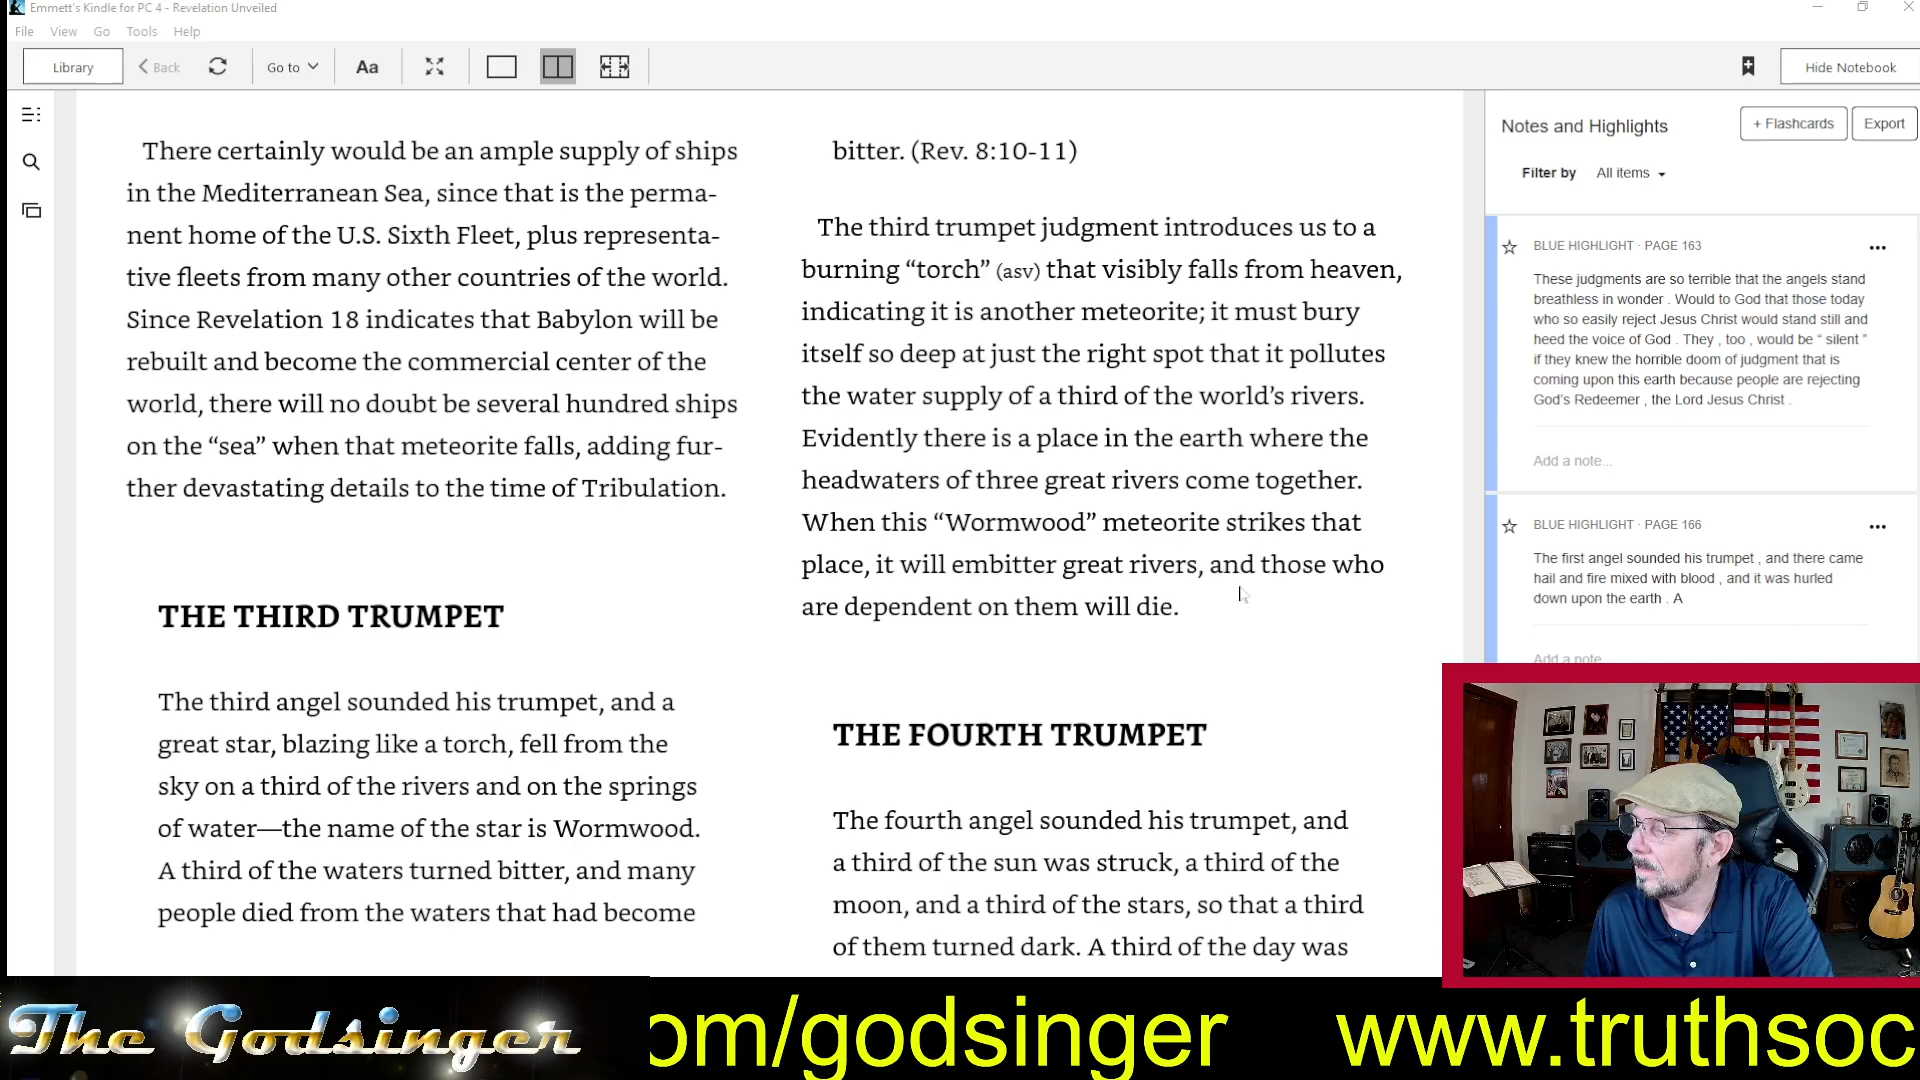 Emmett's Kindle for PC 4 - Revelation Unveiled
File View Go Tools Help
Library
Back
Go to
Aa
Hide Notebook
There certainly would be an ample supply of ships
in the Mediterranean Sea, since that is the perma-
nent home of the U.S. Sixth Fleet, plus representa-
tive fleets from many other countries of the world.
Since Revelation 18 indicates that Babylon will be
rebuilt and become the commercial center of the
world, there will no doubt be several hundred ships
on the “sea” when that meteorite falls, adding fur-
ther devastating details to the time of Tribulation.
THE THIRD TRUMPET
The third angel sounded his trumpet, and a
great star, blazing like a torch, fell from the
sky on a third of the rivers and on the springs
of water—the name of the star is Wormwood.
A third of the waters turned bitter, and many
people died from the waters that had become
bitter. (Rev. 8:10-11)
The third trumpet judgment introduces us to a
burning “torch” (asv) that visibly falls from heaven,
indicating it is another meteorite; it must bury
itself so deep at just the right spot that it pollutes
the water supply of a third of the world’s rivers.
Evidently there is a place in the earth where the
headwaters of three great rivers come together.
When this “Wormwood” meteorite strikes that
place, it will embitter great rivers, and those who
are dependent on them will die.
THE FOURTH TRUMPET
The fourth angel sounded his trumpet, and
a third of the sun was struck, a third of the
moon, and a third of the stars, so that a third
of them turned dark. A third of the day was
Notes and Highlights
+ Flashcards
Export
Filter by All items
BLUE HIGHLIGHT · PAGE 163
These judgments are so terrible that the angels stand
breathless in wonder . Would to God that those today
who so easily reject Jesus Christ would stand still and
heed the voice of God . They , too , would be “ silent ”
if they knew the horrible doom of judgment that is
coming upon this earth because people are rejecting
God’s Redeemer , the Lord Jesus Christ .
Add a note...
BLUE HIGHLIGHT · PAGE 166
The first angel sounded his trumpet , and there came
hail and fire mixed with blood , and it was hurled
down upon the earth . A
Add a note
The Godsinger
om/godsinger
www.truthsoc